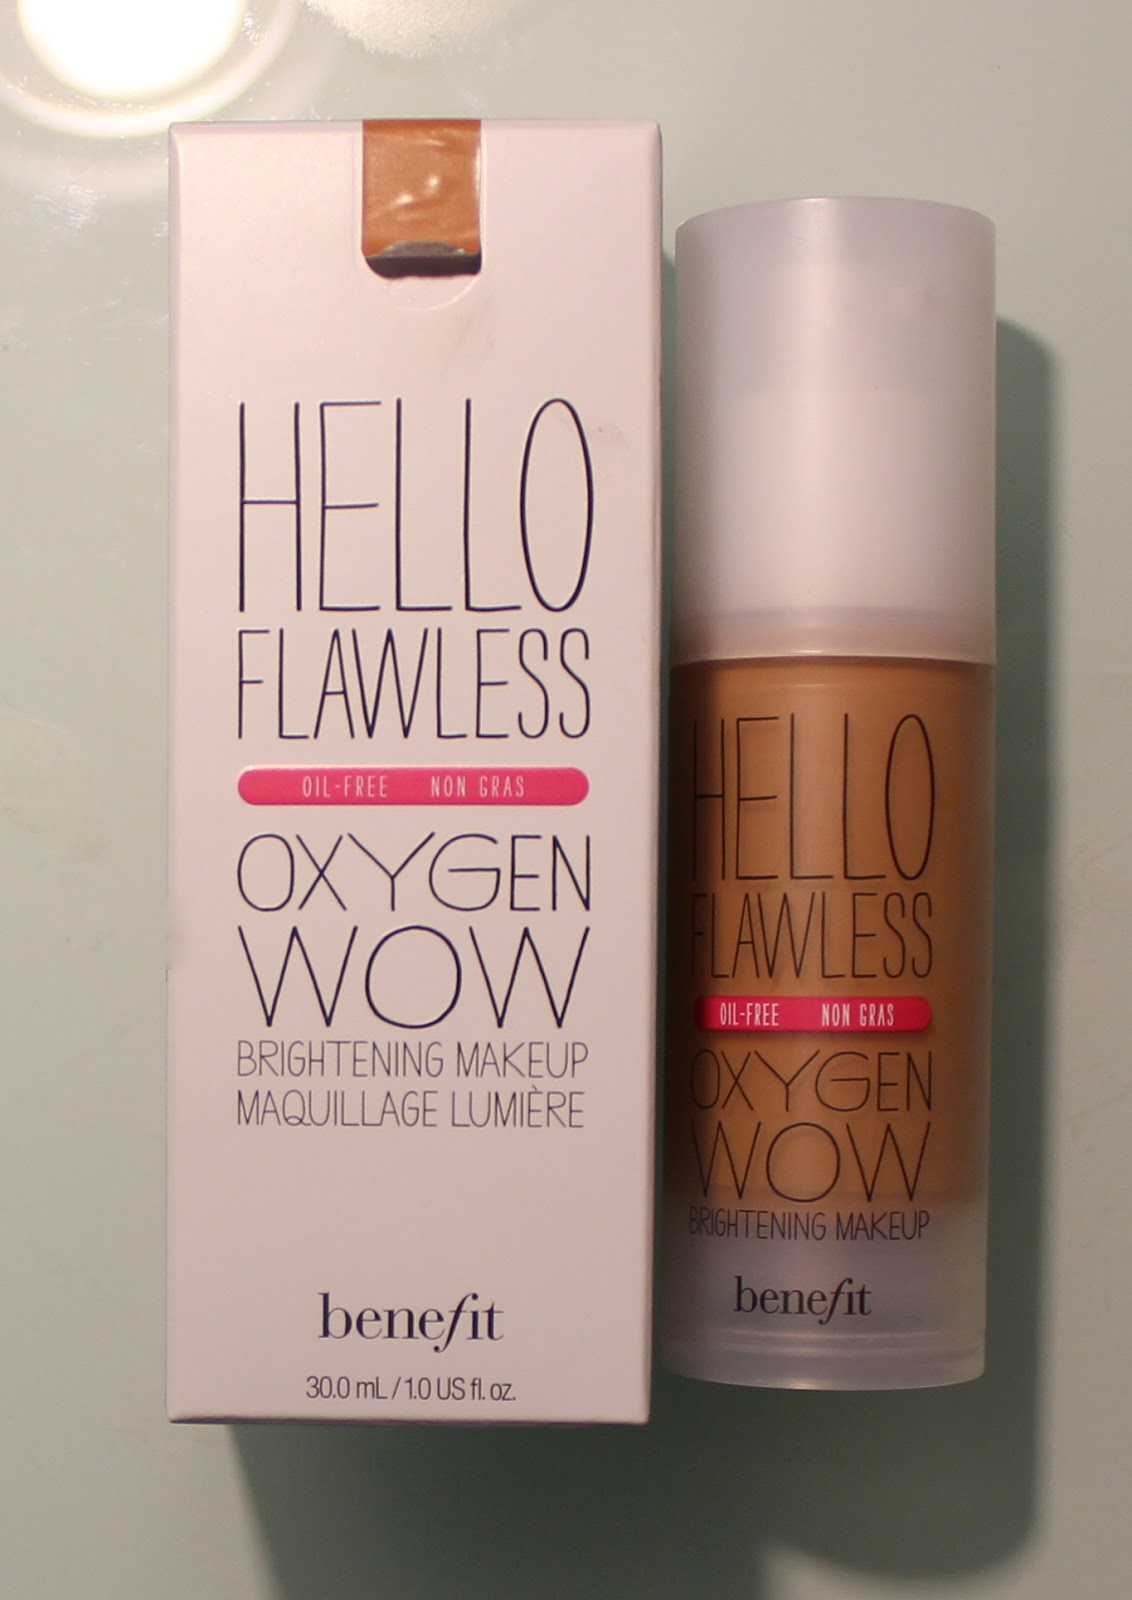 HELLO
FLAWLESS
OIL-FREE NON GRAS
OXYGEN
WOW
BRIGHTENING MAKEUP
MAQUILLAGE LUMIÈRE
benefit
30.0 mL / 1.0 US fl. oz.
HELLO
FLAWLESS
OIL-FREE NON GRAS
OXYGEN
WOW
BRIGHTENING MAKEUP
benefit